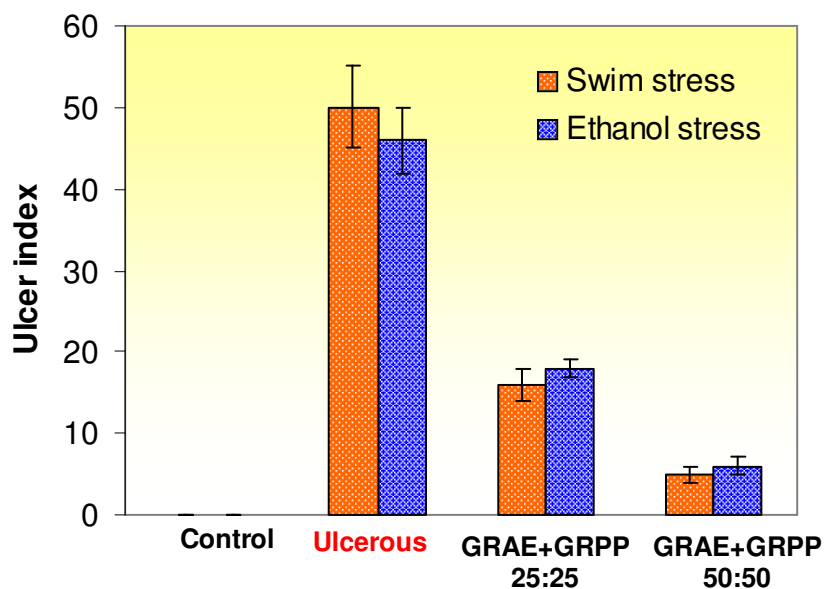 60
50
40
30
20
10
0
Ulcer index
Swim stress
Ethanol stress
Control
Ulcerous
GRAE+GRPP
25:25
GRAE+GRPP
50:50